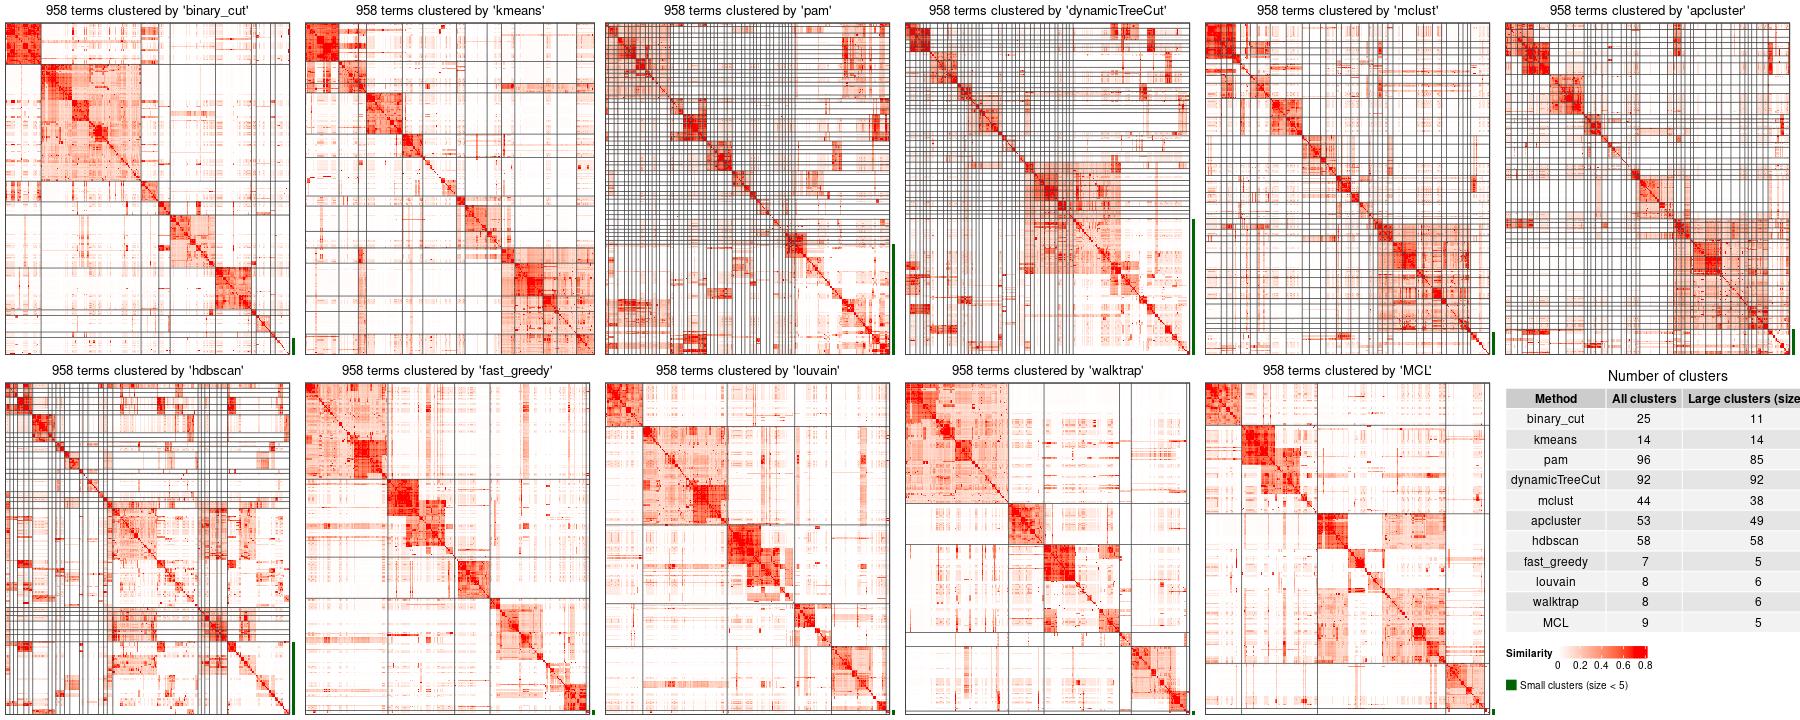 958 terms clustered by 'binary_cut'
958 terms clustered by 'kmeans'
958 terms clustered by 'pam'
958 terms clustered by 'dynamicTreeCut'
958 terms clustered by 'mclust'
958 terms clustered by 'apcluster'
958 terms clustered by 'hdbscan'
958 terms clustered by 'fast_greedy'
958 terms clustered by 'louvain'
958 terms clustered by 'walktrap'
958 terms clustered by 'MCL'
Number of clusters
Method All clusters Large clusters (size
binary_cut 25 11
kmeans 14 14
pam 96 85
dynamicTreeCut 92 92
mclust 44 38
apcluster 53 49
hdbscan 58 58
fast_greedy 7 5
louvain 8 6
walktrap 8 6
MCL 9 5
Similarity
0 0.2 0.4 0.6 0.8
Small clusters (size < 5)